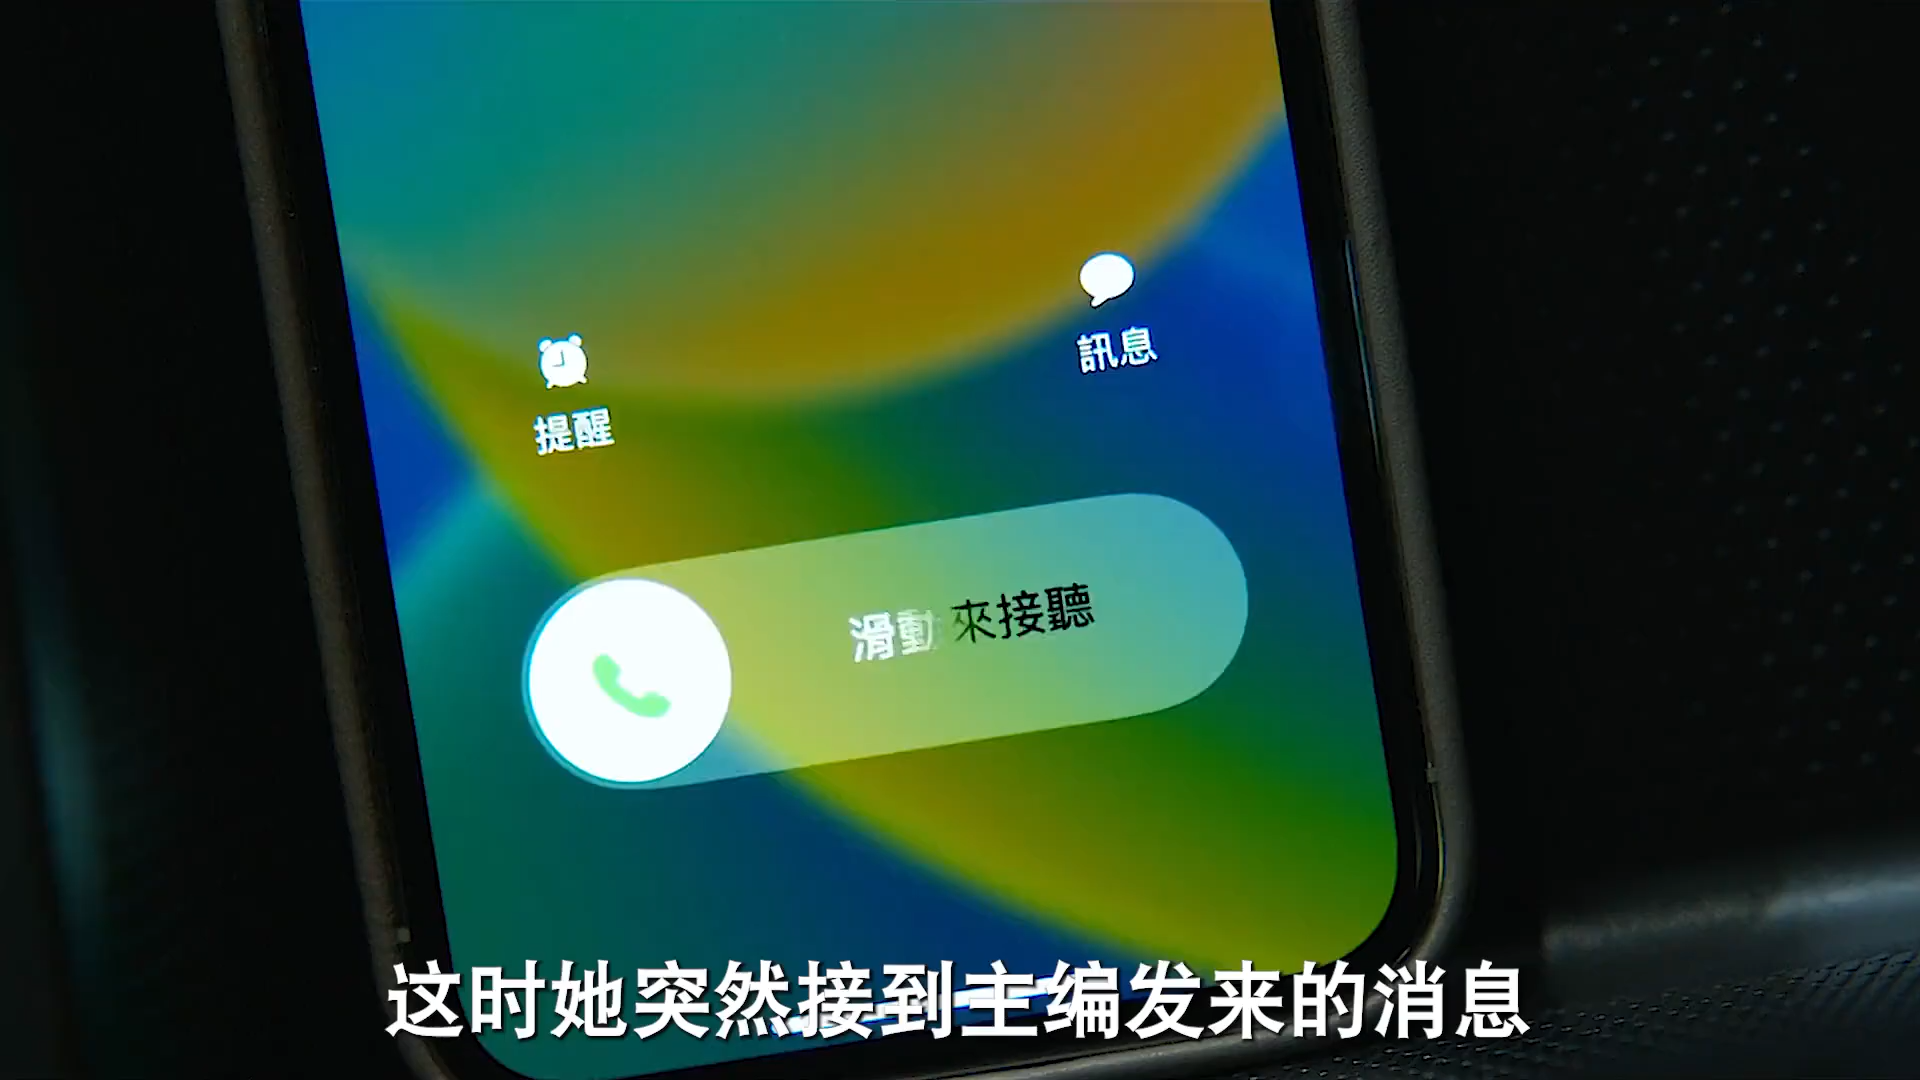 訊息
提醒
滑動來接聽
这时她突然接到主编发来的消息